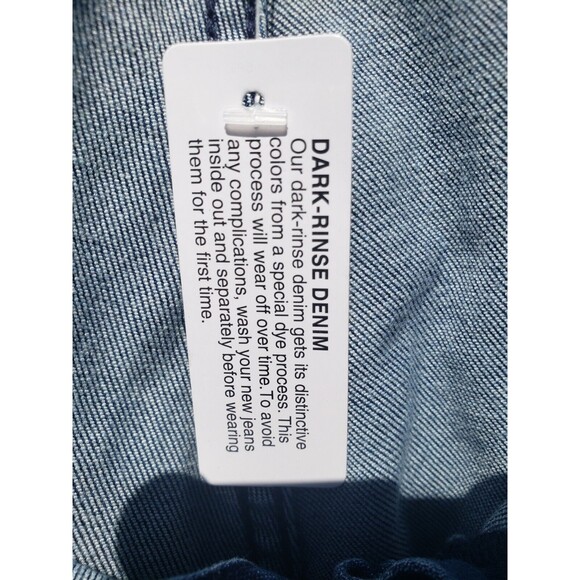 DARK-RINSE DENIM
Our dark-rinse denim gets its distinctive
colors from a special dye process. This
process will wear off over time. To avoid
any complications, wash your new jeans
inside out and separately before wearing
them for the first time.